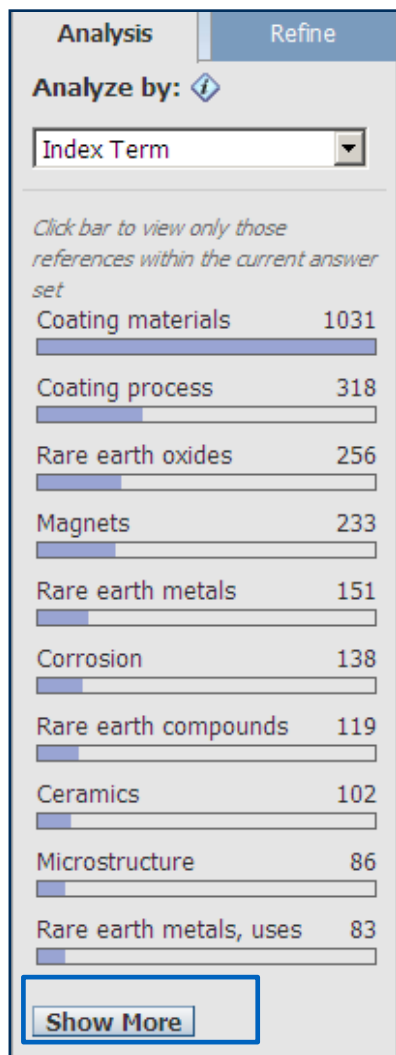 Analysis Refine
Analyze by:
Index Term
Click bar to view only those
references within the current answer
set
Coating materials 1031
Coating process 318
Rare earth oxides 256
Magnets 233
Rare earth metals 151
Corrosion 138
Rare earth compounds 119
Ceramics 102
Microstructure 86
Rare earth metals, uses 83
Show More